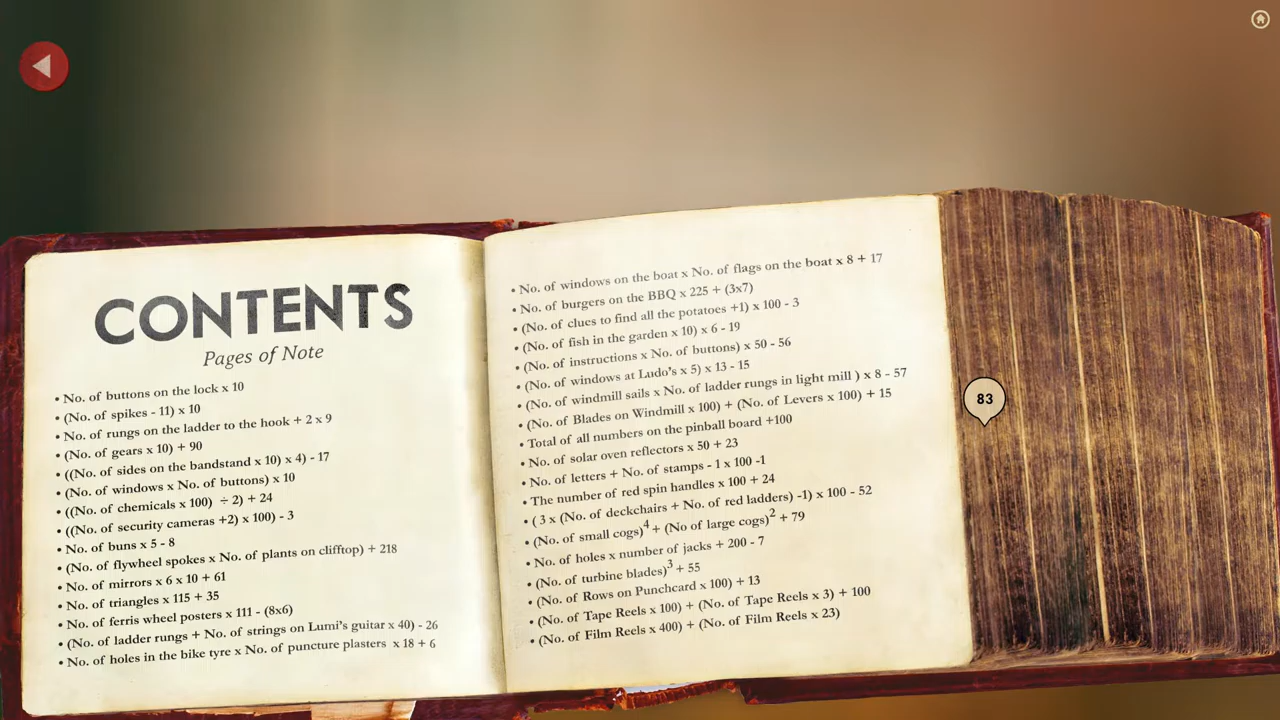 CONTENTS
Pages of Note
• No. of buttons on the lock x 10
• (No. of spikes - 11) x 10
• No. of rungs on the ladder to the hook + 2 x 9
• (No. of gears x 10) + 90
• ((No. of sides on the bandstand x 10) x 4) - 17
• (No. of windows x No. of buttons) x 10
• ((No. of chemicals x 100) ÷ 2) + 24
• ((No. of security cameras +2) x 100) - 3
• No. of buns x 5 - 8
• (No. of flywheel spokes x No. of plants on clifftop) + 218
• No. of mirrors x 6 x 10 + 61
• No. of triangles x 115 + 35
• No. of ferris wheel posters x 111 - (8x6)
• (No. of ladder rungs + No. of strings on Lumi's guitar x 40) - 26
• No. of holes in the bike tyre x No. of puncture plasters x 18 + 6
• No. of windows on the boat x No. of flags on the boat x 8 + 17
• No. of burgers on the BBQ x 225 + (3x7)
• (No. of clues to find all the potatoes +1) x 100 - 3
• (No. of fish in the garden x 10) x 6 - 19
• (No. of instructions x No. of buttons) x 50 - 56
• (No. of windows at Ludo's x 5) x 13 - 15
• (No. of windmill sails x No. of ladder rungs in light mill ) x 8 - 57
• (No. of Blades on Windmill x 100) + (No. of Levers x 100) + 15
• Total of all numbers on the pinball board +100
• No. of solar oven reflectors x 50 + 23
• No. of letters + No. of stamps - 1 x 100 -1
• The number of red spin handles x 100 + 24
• ( 3 x (No. of deckchairs + No. of red ladders) -1) x 100 - 52
• (No. of small cogs)⁴ + (No of large cogs)² + 79
• No. of holes x number of jacks + 200 - 7
• (No. of turbine blades)³ + 55
• (No. of Rows on Punchcard x 100) + 13
• (No. of Tape Reels x 100) + (No. of Tape Reels x 3) + 100
• (No. of Film Reels x 400) + (No. of Film Reels x 23)
83